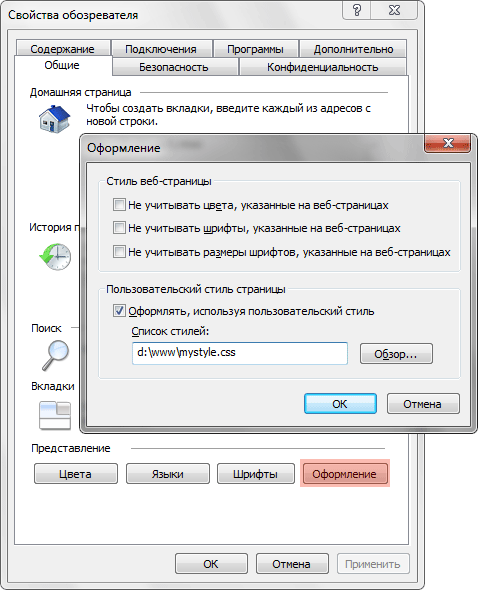 Свойства обозревателя
Содержание Подключения Программы Дополнительно
Общие Безопасность Конфиденциальность
Домашняя страница
Чтобы создать вкладки, введите каждый из адресов с
новой строки.
Оформление
Стиль веб-страницы
Не учитывать цвета, указанные на веб-страницах
Не учитывать шрифты, указанные на веб-страницах
Не учитывать размеры шрифтов, указанные на веб-страницах
История п
Пользовательский стиль страницы
Оформлять, используя пользовательский стиль
Поиск
Список стилей:
d:\www\mystyle.css
Обзор...
Вкладки
ОК Отмена
Представление
Цвета Языки Шрифты Оформление
ОК Отмена Применить